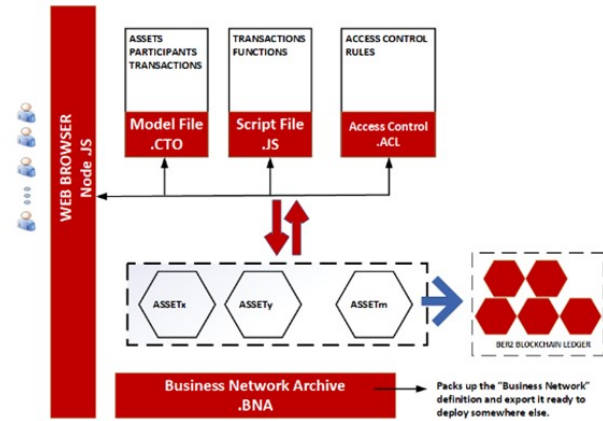 WEB BROWSER
Node .JS
ASSETS
PARTICIPANTS
TRANSACTIONS
Model File
.CTO
TRANSACTIONS
FUNCTIONS
Script File
.JS
ACCESS CONTROL
RULES
Access Control
.ACL
ASSETx
ASSETy
ASSETm
BER2 BLOCKCHAIN LEDGER
Business Network Archive
.BNA
Packs up the "Business Network"
definition and export it ready to
deploy somewhere else.